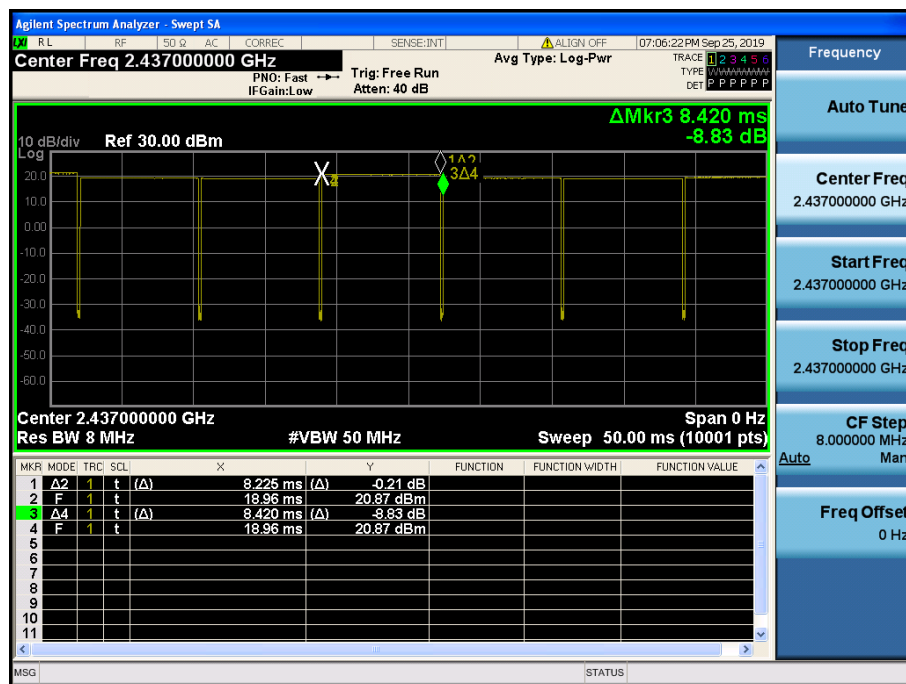 Agilent Spectrum Analyzer - Swept SA
LXI RL RF 50 Ω AC CORREC SENSE:INT ALIGN OFF 07:06:22 PM Sep 25, 2019
Center Freq 2.437000000 GHz
PNO: Fast
IFGain:Low
Trig: Free Run
Atten: 40 dB
Avg Type: Log-Pwr
TRACE 1 2 3 4 5 6
TYPE WWWWWW
DET P P P P P P
ΔMkr3 8.420 ms
-8.83 dB
10 dB/div Ref 30.00 dBm
Log
20.0
10.0
0.00
-10.0
-20.0
-30.0
-40.0
-50.0
-60.0
1Δ2
3Δ4
Center 2.437000000 GHz Span 0 Hz
Res BW 8 MHz #VBW 50 MHz Sweep 50.00 ms (10001 pts)
MKR MODE TRC SCL X Y FUNCTION FUNCTION WIDTH FUNCTION VALUE
1 Δ2 1 t (Δ) 8.225 ms (Δ) -0.21 dB
2 F 1 t 18.96 ms 20.87 dBm
3 Δ4 1 t (Δ) 8.420 ms (Δ) -8.83 dB
4 F 1 t 18.96 ms 20.87 dBm
5
6
7
8
9
10
11
MSG STATUS
Frequency
Auto Tune
Center Freq
2.437000000 GHz
Start Freq
2.437000000 GHz
Stop Freq
2.437000000 GHz
CF Step
8.000000 MHz
Auto Man
Freq Offset
0 Hz